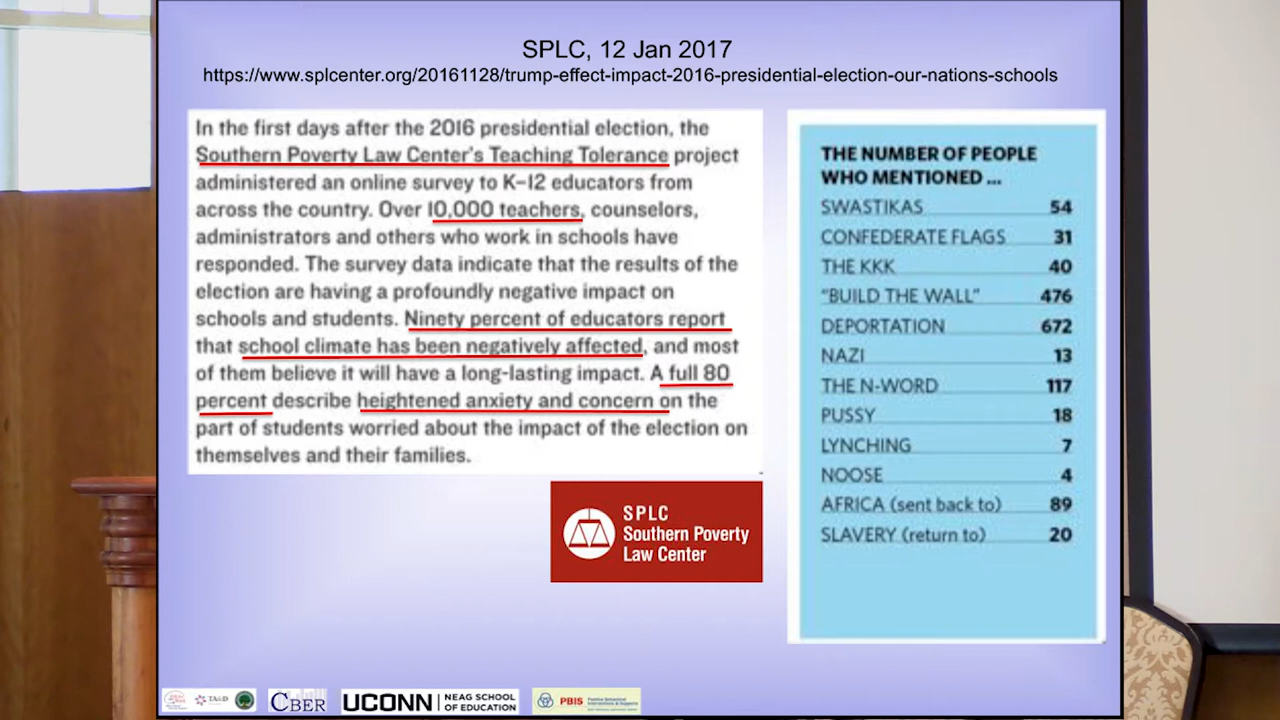 SPLC, 12 Jan 2017
https://www.splcenter.org/20161128/trump-effect-impact-2016-presidential-election-our-nations-schools
In the first days after the 2016 presidential election, the
Southern Poverty Law Center's Teaching Tolerance project
administered an online survey to K–12 educators from
across the country. Over 10,000 teachers, counselors,
administrators and others who work in schools have
responded. The survey data indicate that the results of the
election are having a profoundly negative impact on
schools and students. Ninety percent of educators report
that school climate has been negatively affected, and most
of them believe it will have a long-lasting impact. A full 80
percent describe heightened anxiety and concern on the
part of students worried about the impact of the election on
themselves and their families.
SPLC
Southern Poverty
Law Center
THE NUMBER OF PEOPLE
WHO MENTIONED ...
SWASTIKAS 54
CONFEDERATE FLAGS 31
THE KKK 40
"BUILD THE WALL" 476
DEPORTATION 672
NAZI 13
THE N-WORD 117
PUSSY 18
LYNCHING 7
NOOSE 4
AFRICA (sent back to) 89
SLAVERY (return to) 20
TA&D
CBER
UCONN
NEAG SCHOOL
OF EDUCATION
PBIS
Positive Behavioral
Interventions & Supports